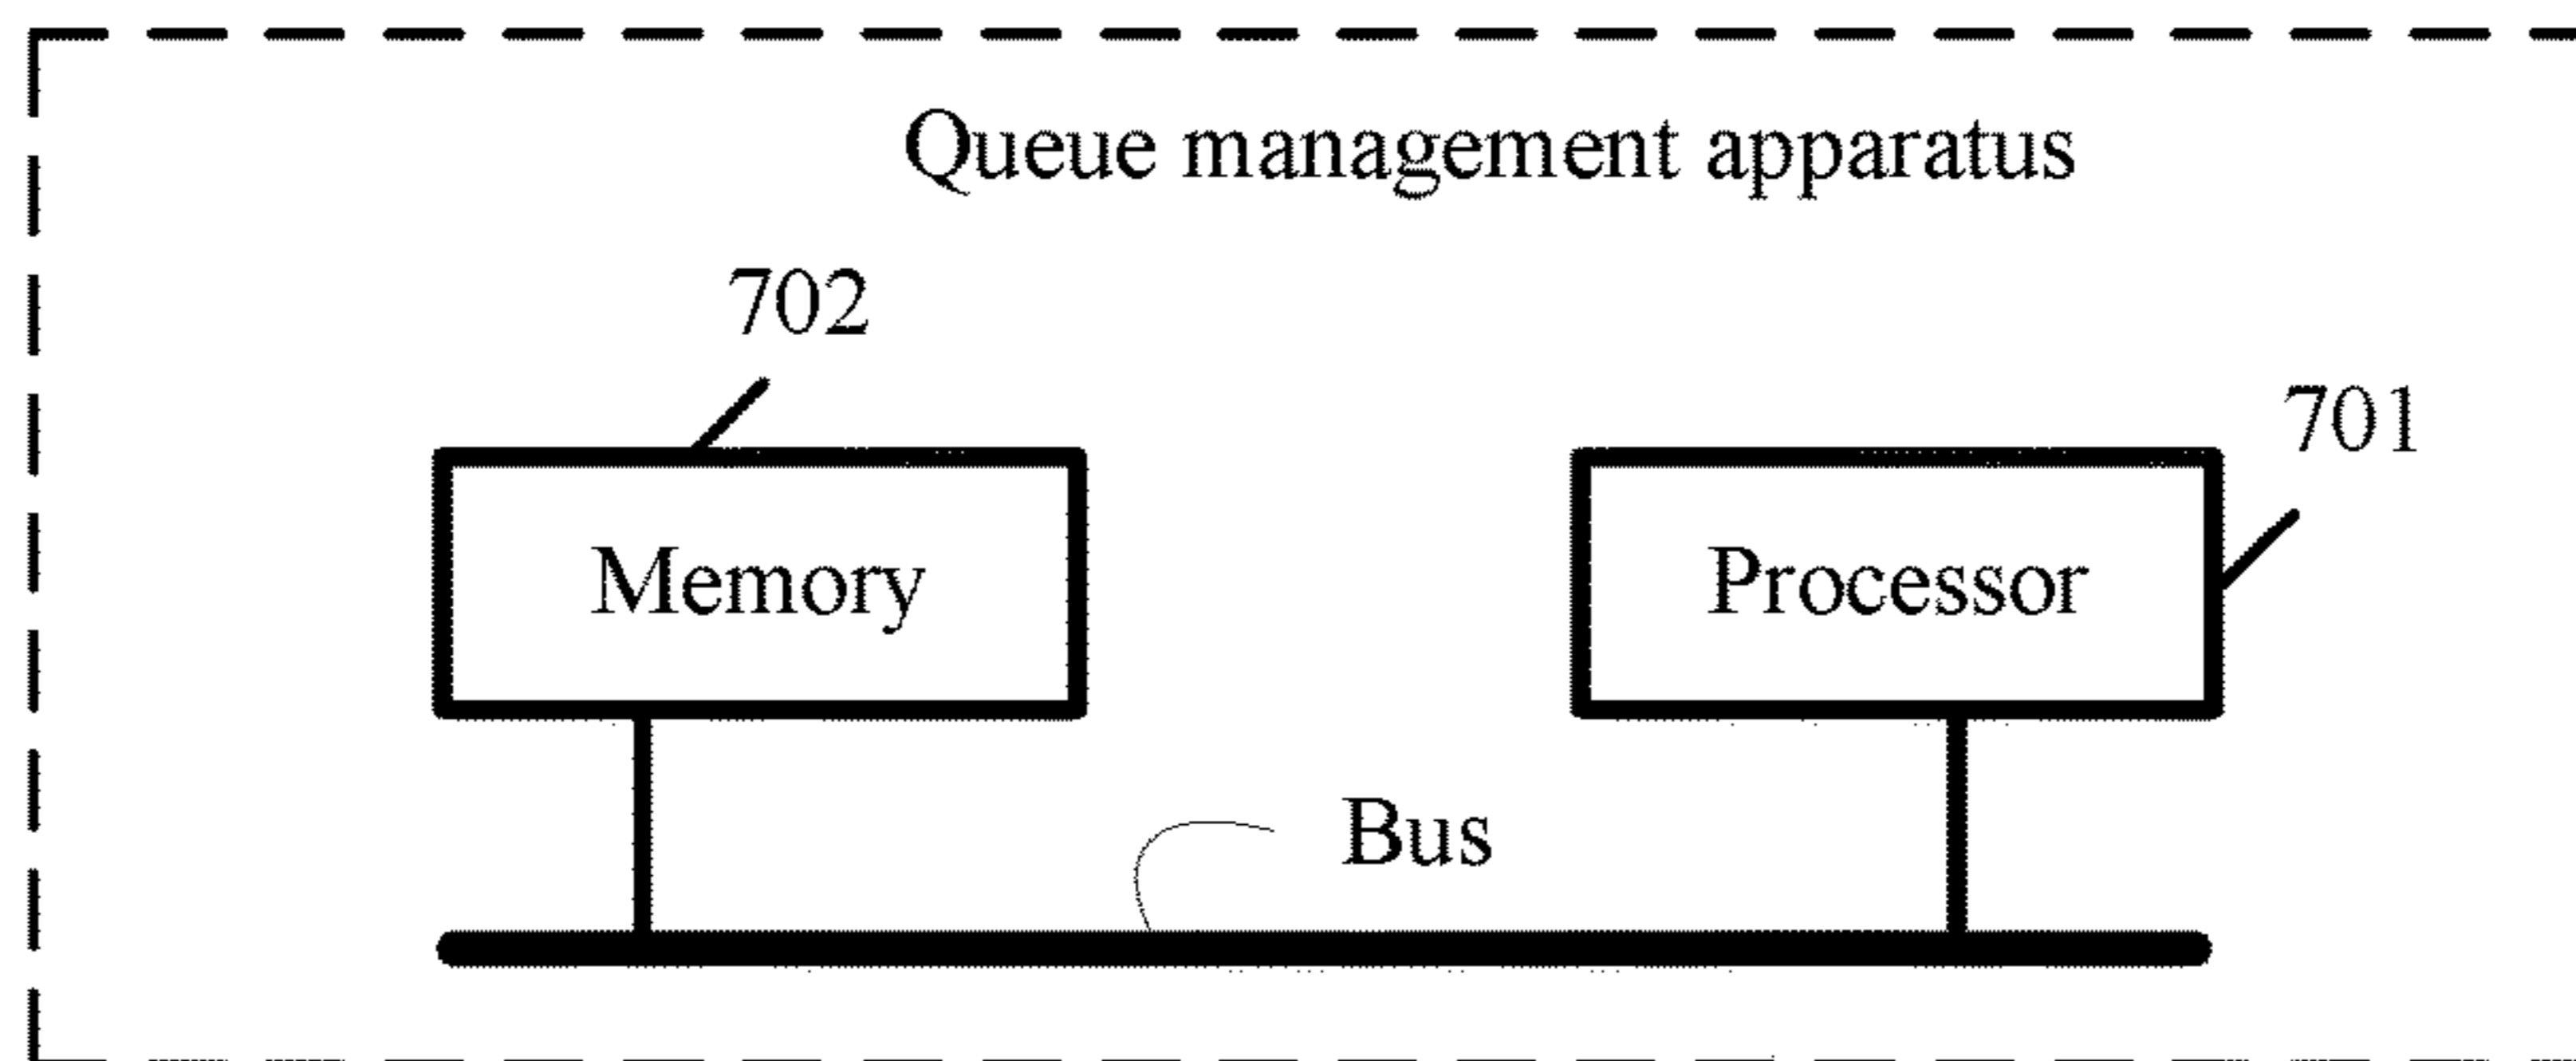 Queue management apparatus
702
701
Memory
Processor
Bus